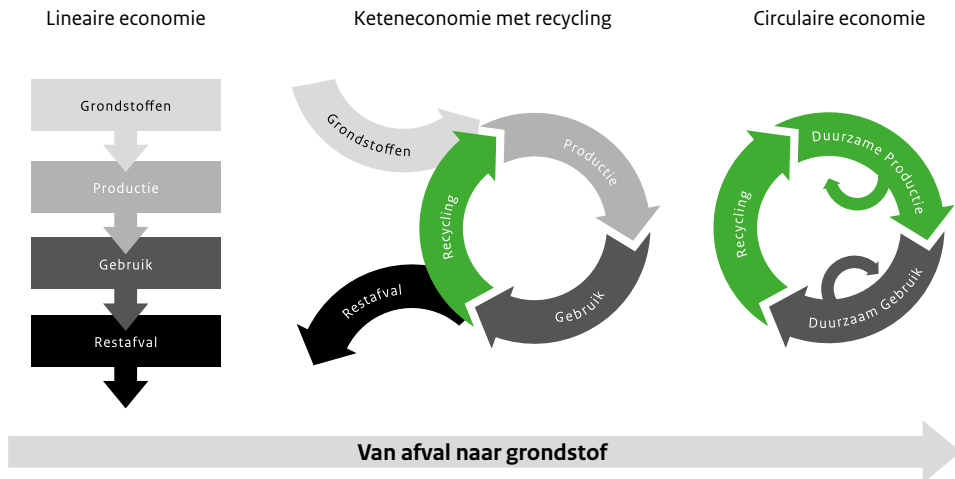 Lineaire economie
Keteneconomie met recycling
Circulaire economie
Grondstoffen
Productie
Gebruik
Restafval
Grondstoffen
Productie
Recycling
Gebruik
Restafval
Duurzame Productie
Recycling
Duurzaam Gebruik
Van afval naar grondstof